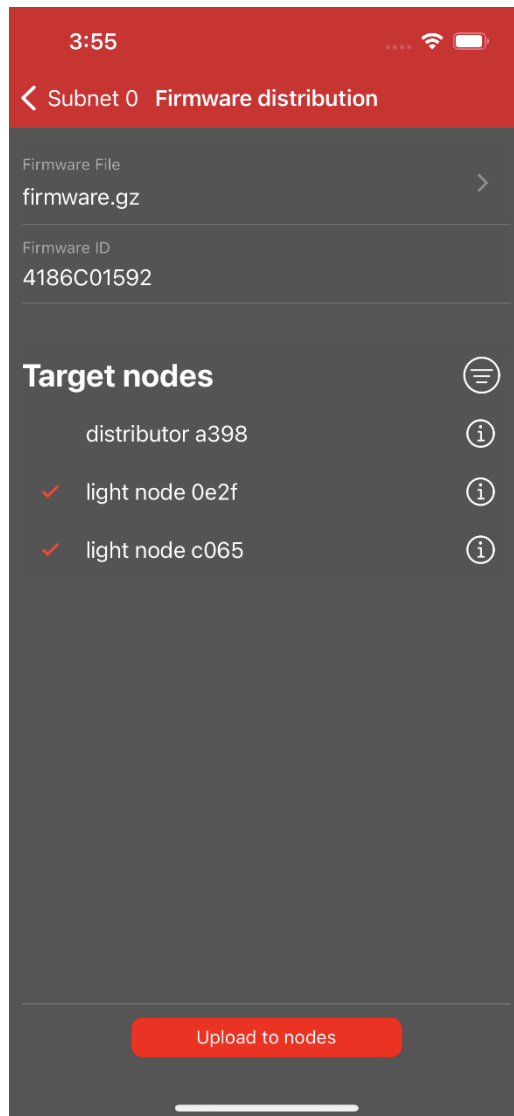 3:55
Subnet 0 Firmware distribution
Firmware File
firmware.gz
Firmware ID
4186C01592
Target nodes
distributor a398
light node 0e2f
light node c065
Upload to nodes